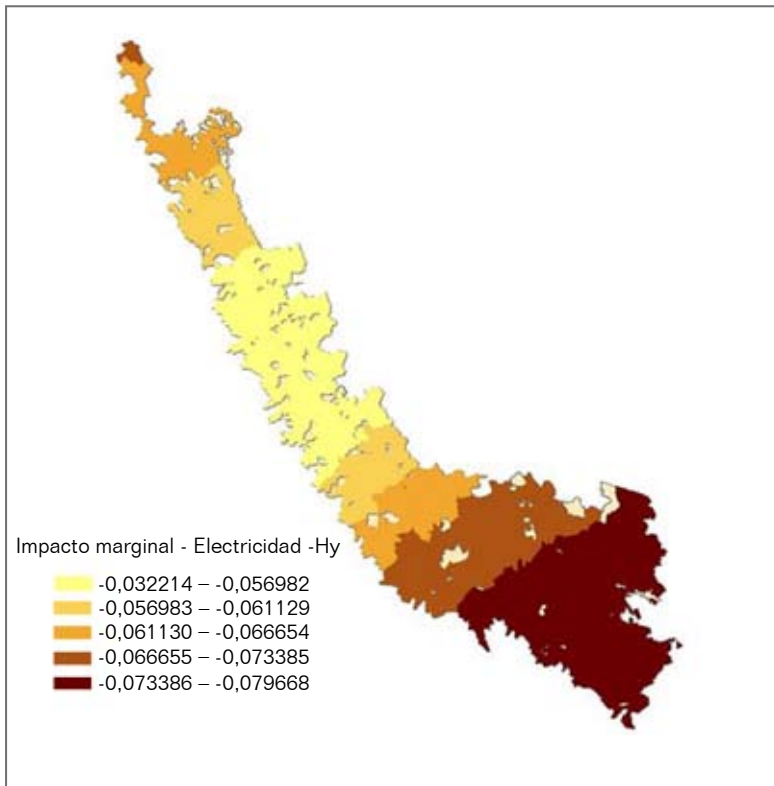 Impacto marginal - Electricidad -Hy
-0,032214 – -0,056982
-0,056983 – -0,061129
-0,061130 – -0,066654
-0,066655 – -0,073385
-0,073386 – -0,079668